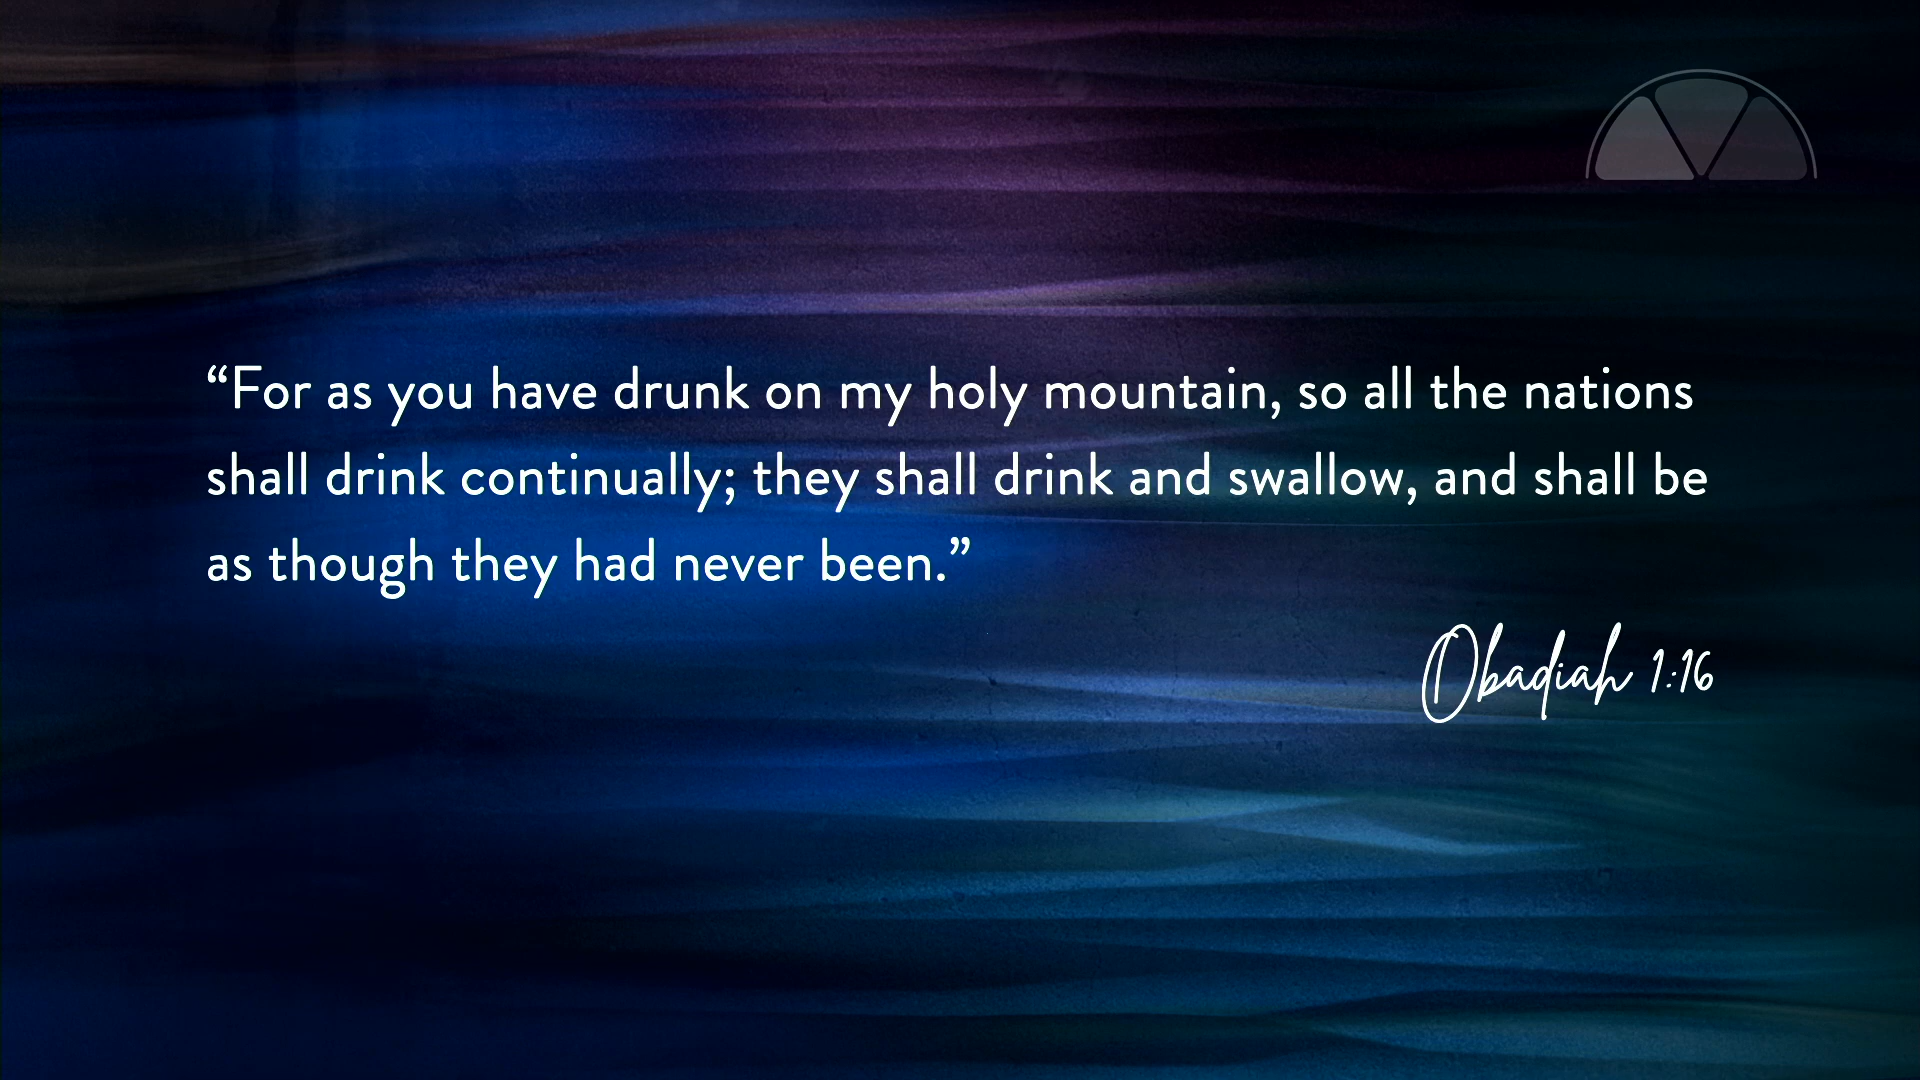 “For as you have drunk on my holy mountain, so all the nations
shall drink continually; they shall drink and swallow, and shall be
as though they had never been.”
Obadiah 1:16